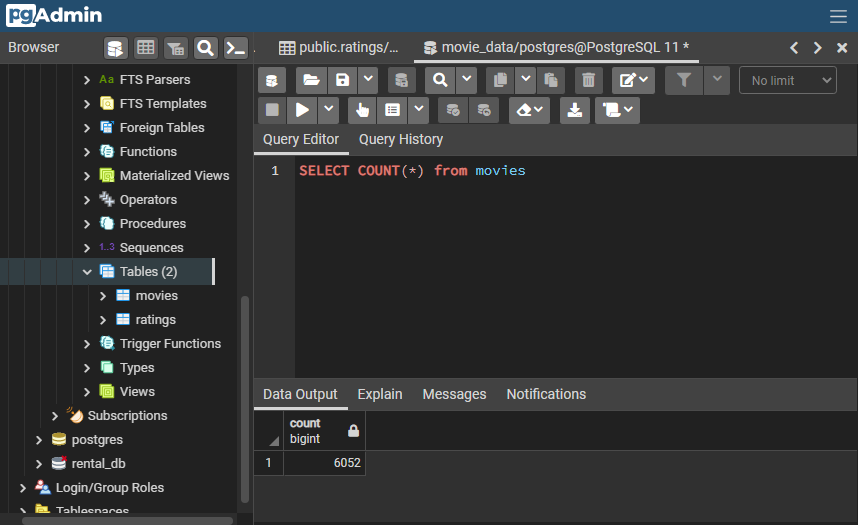 pgAdmin
Browser
public.ratings/...
movie_data/postgres@PostgreSQL 11 *
No limit
Query Editor
Query History
1
SELECT COUNT(*) from movies
Aa FTS Parsers
FTS Templates
Foreign Tables
Functions
Materialized Views
Operators
Procedures
1..3 Sequences
Tables (2)
movies
ratings
Trigger Functions
Types
Views
Subscriptions
postgres
rental_db
Login/Group Roles
Tablespaces
Data Output
Explain
Messages
Notifications
count
bigint
1
6052